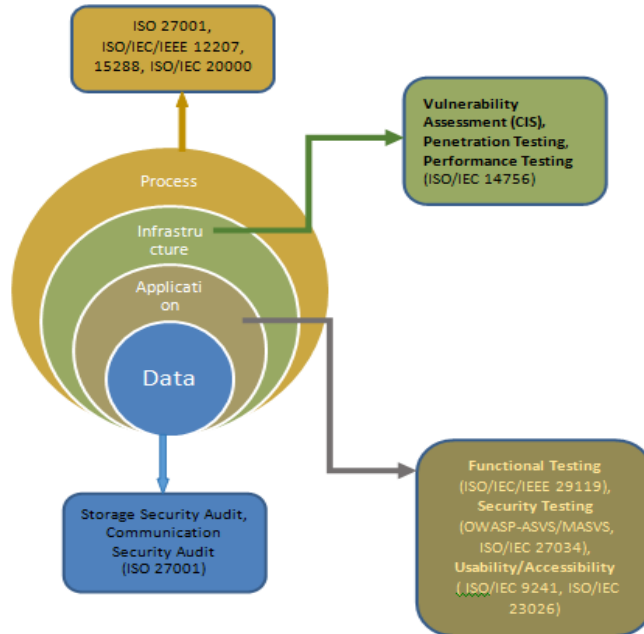 ISO 27001,
ISO/IEC/IEEE 12207,
15288, ISO/IEC 20000
Vulnerability
Assessment (CIS),
Penetration Testing,
Performance Testing
(ISO/IEC 14756)
Process
Infrastru
cture
Applicati
on
Data
Storage Security Audit,
Communication
Security Audit
(ISO 27001)
Functional Testing
(ISO/IEC/IEEE 29119),
Security Testing
(OWASP-ASVS/MASVS,
ISO/IEC 27034),
Usability/Accessibility
( ISO/IEC 9241, ISO/IEC
23026)